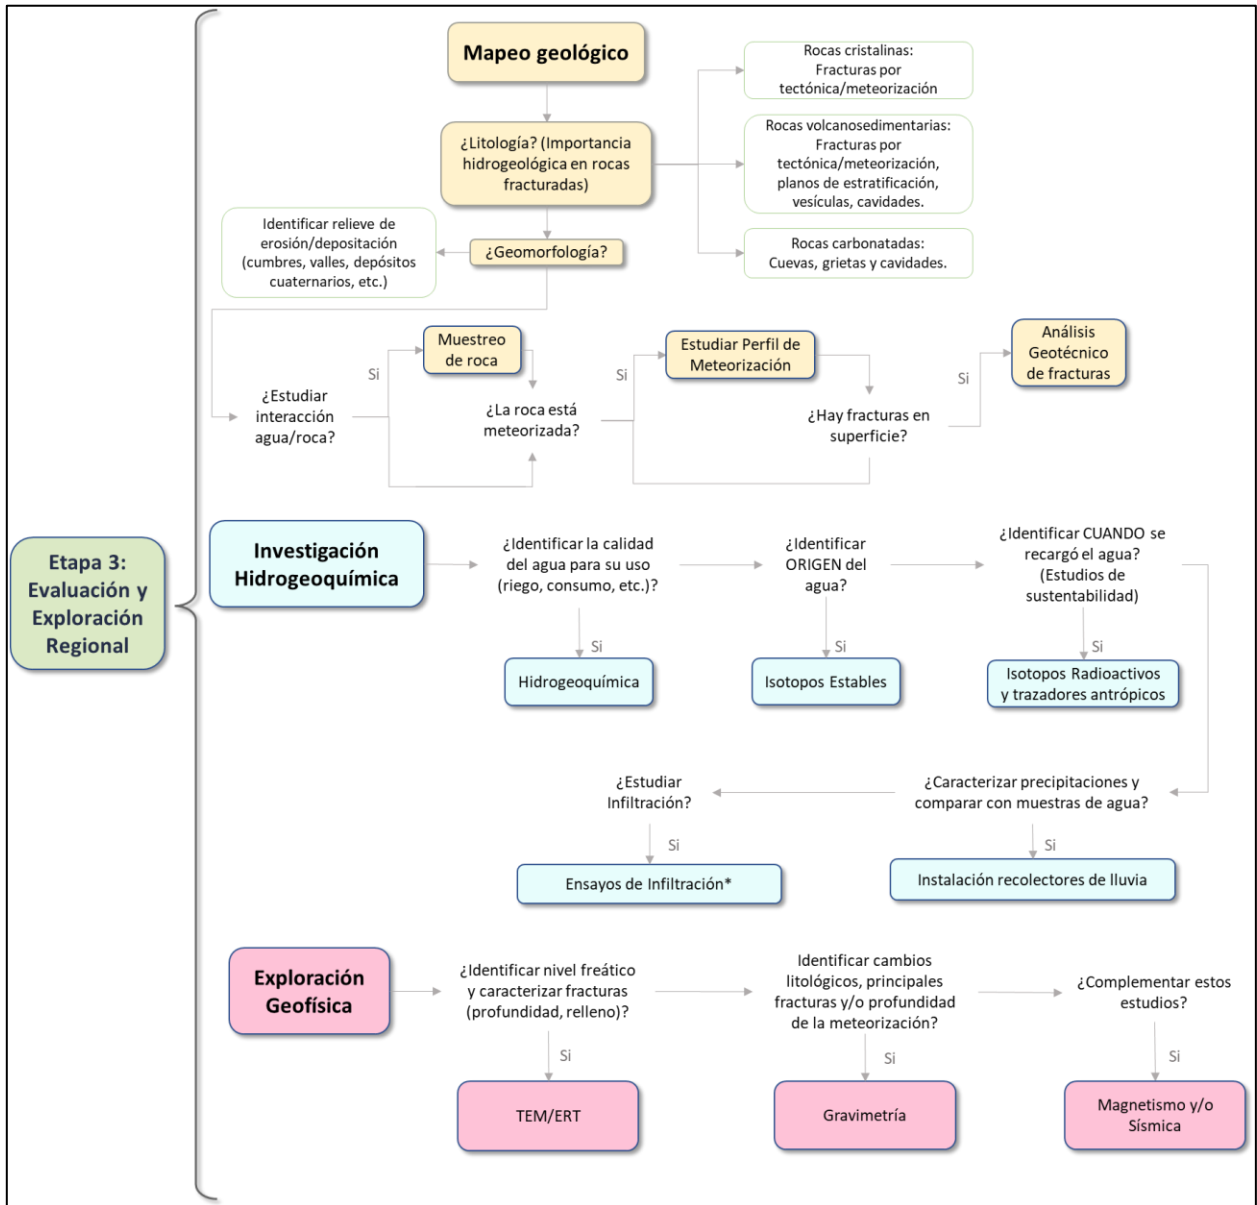 Mapeo geológico
¿Litología? (Importancia
hidrogeológica en rocas
fracturadas)
Rocas cristalinas:
Fracturas por
tectónica/meteorización
Rocas volcanosedimentarias:
Fracturas por
tectónica/meteorización,
planos de estratificación,
vesículas, cavidades.
Rocas carbonatadas:
Cuevas, grietas y cavidades.
¿Geomorfología?
Identificar relieve de
erosión/depositación
(cumbres, valles, depósitos
cuaternarios, etc.)
¿Estudiar
interacción
agua/roca?
Si
Muestreo
de roca
¿La roca está
meteorizada?
Si
Estudiar Perfil de
Meteorización
¿Hay fracturas en
superficie?
Si
Análisis
Geotécnico
de fracturas
Etapa 3:
Evaluación y
Exploración
Regional
Investigación
Hidrogeoquímica
¿Identificar la calidad
del agua para su uso
(riego, consumo, etc.)?
Si
Hidrogeoquímica
¿Identificar
ORIGEN del
agua?
Si
Isotopos Estables
¿Identificar CUANDO se
recargó el agua?
(Estudios de
sustentabilidad)
Si
Isotopos Radioactivos
y trazadores antrópicos
¿Caracterizar precipitaciones y
comparar con muestras de agua?
Si
Instalación recolectores de lluvia
¿Estudiar
Infiltración?
Si
Ensayos de Infiltración*
Exploración
Geofísica
¿Identificar nivel freático
y caracterizar fracturas
(profundidad, relleno)?
Si
TEM/ERT
Identificar cambios
litológicos, principales
fracturas y/o profundidad
de la meteorización?
Si
Gravimetría
¿Complementar estos
estudios?
Si
Magnetismo y/o
Sísmica